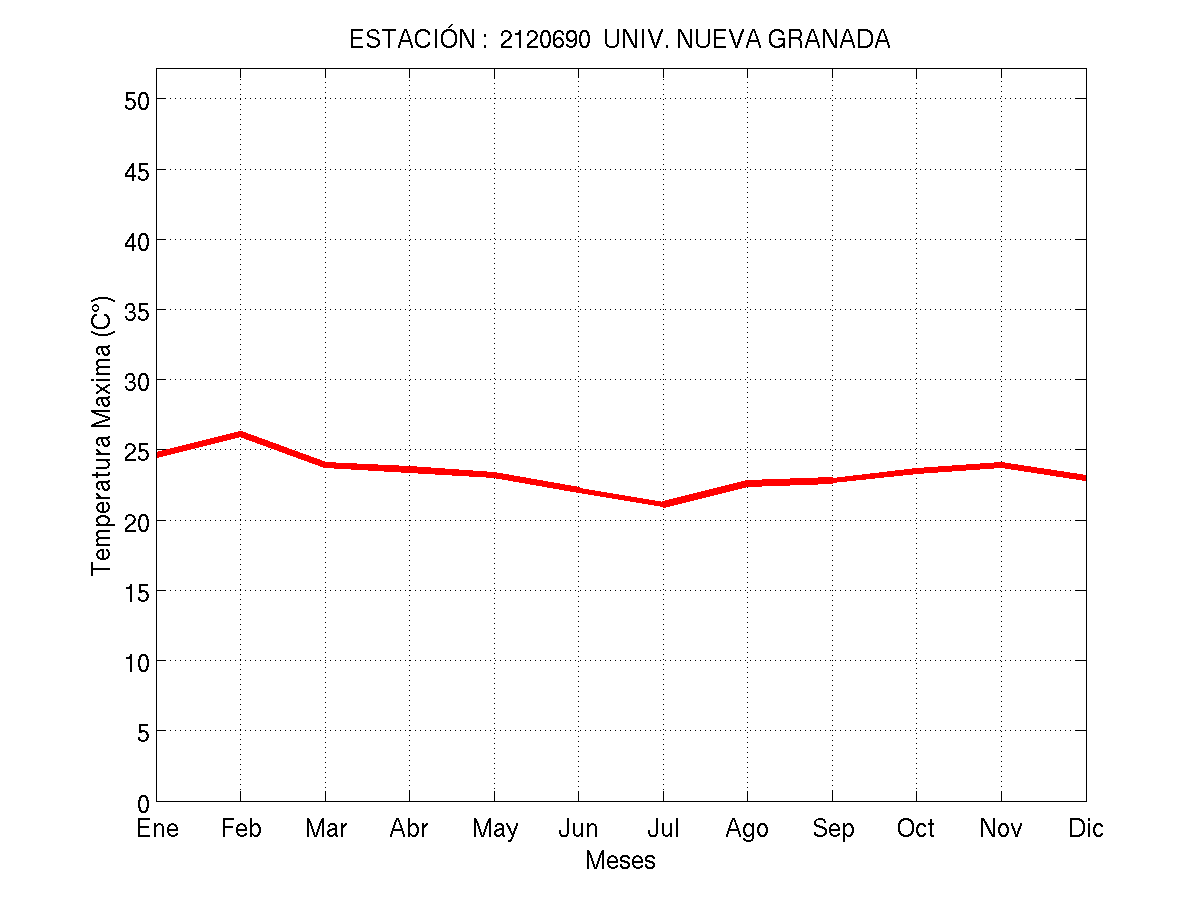 ESTACIÓN : 2120690 UNIV. NUEVA GRANADA
50
45
40
35
30
25
20
15
10
5
0
Temperatura Maxima (C°)
Ene Feb Mar Abr May Jun Jul Ago Sep Oct Nov Dic
Meses